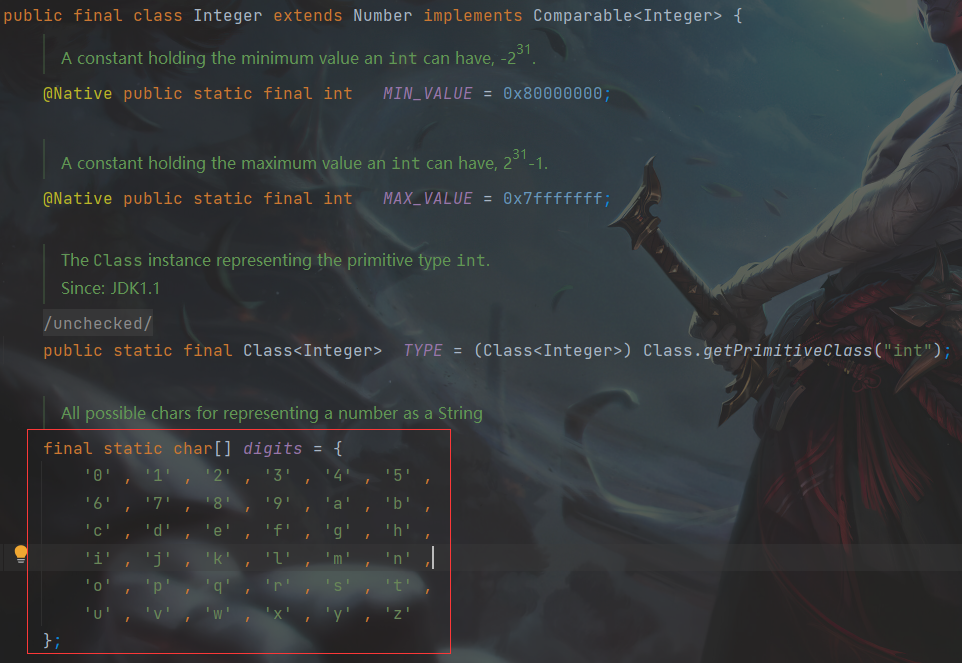 public final class Integer extends Number implements Comparable<Integer> {
A constant holding the minimum value an int can have, -2³¹.
@Native public static final int   MIN_VALUE = 0x80000000;
A constant holding the maximum value an int can have, 2³¹-1.
@Native public static final int   MAX_VALUE = 0x7fffffff;
The Class instance representing the primitive type int.
Since: JDK1.1
/unchecked/
public static final Class<Integer>  TYPE = (Class<Integer>) Class.getPrimitiveClass("int");
All possible chars for representing a number as a String
final static char[] digits = {
'0' , '1' , '2' , '3' , '4' , '5' ,
'6' , '7' , '8' , '9' , 'a' , 'b' ,
'c' , 'd' , 'e' , 'f' , 'g' , 'h' ,
'i' , 'j' , 'k' , 'l' , 'm' , 'n' ,
'o' , 'p' , 'q' , 'r' , 's' , 't' ,
'u' , 'v' , 'w' , 'x' , 'y' , 'z'
};